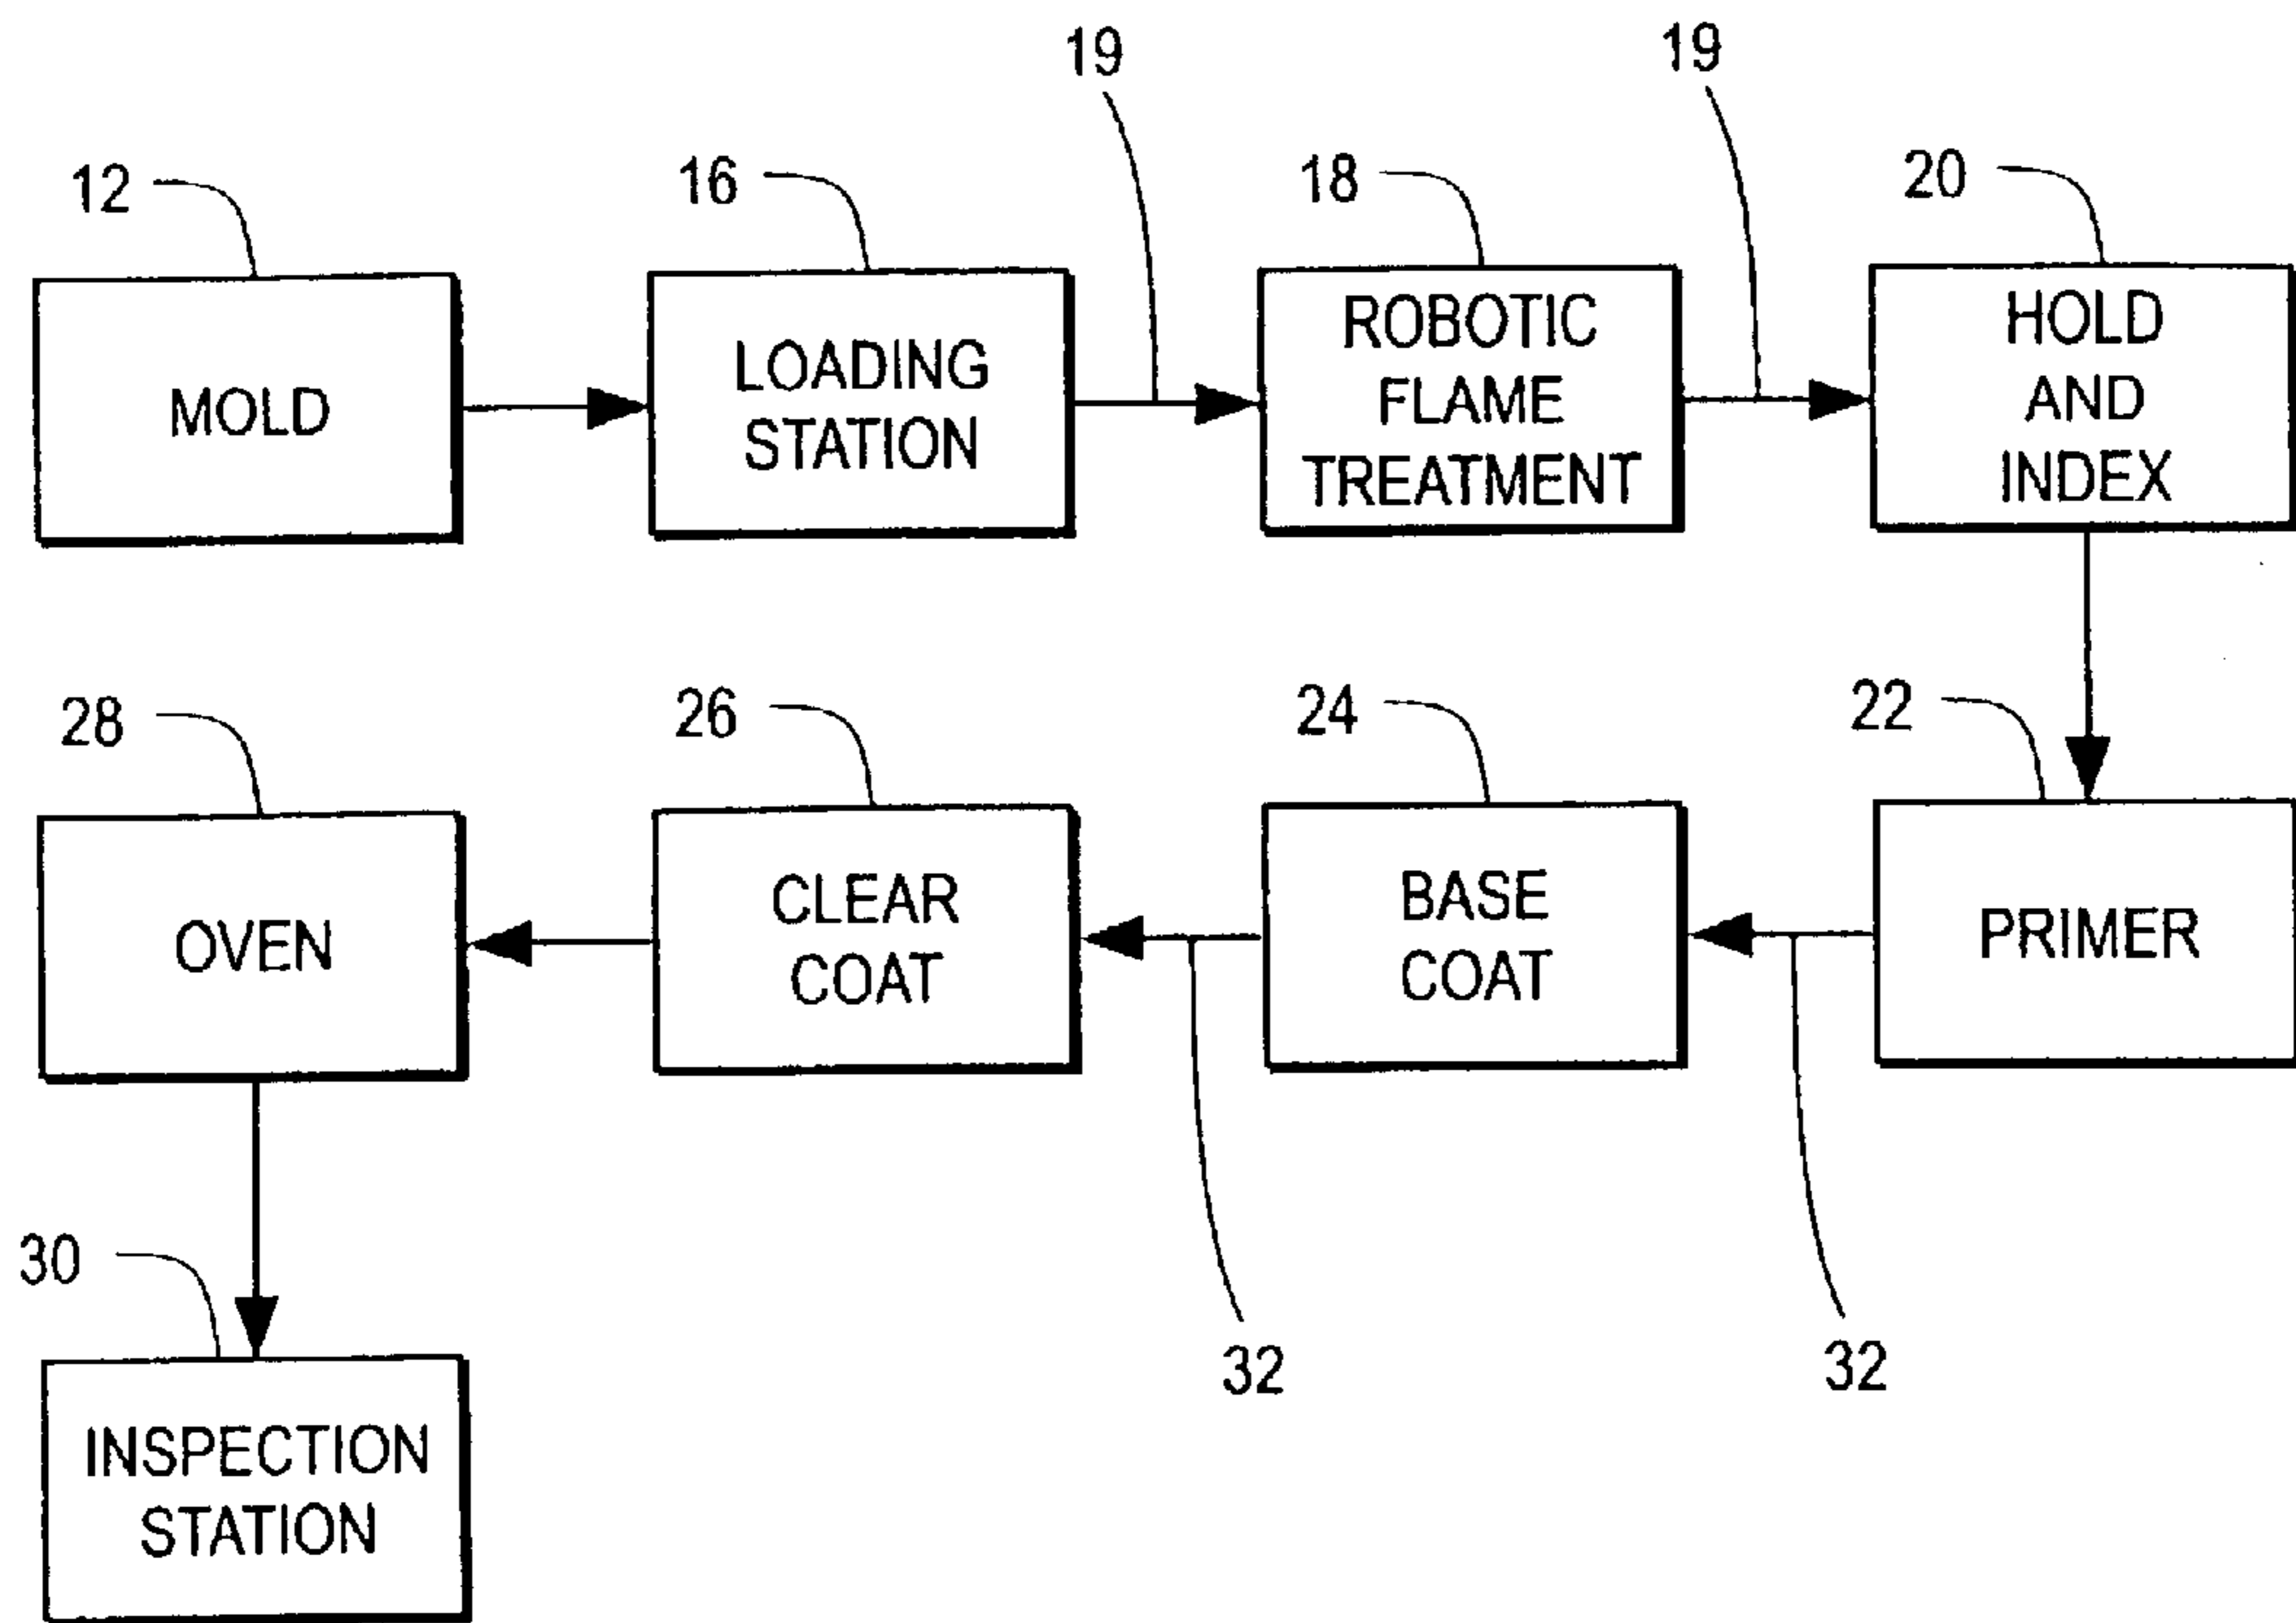 19
19
12
16
18
20
MOLD
LOADING
STATION
ROBOTIC
FLAME
TREATMENT
HOLD
AND
INDEX
28
26
24
22
OVEN
CLEAR
COAT
BASE
COAT
PRIMER
30
32
32
INSPECTION
STATION